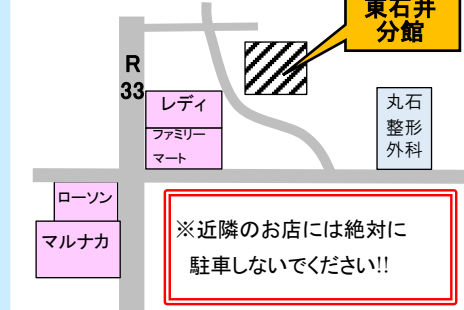 東石井
分館
R
33
レディ
ファミリー
マート
丸石
整形
外科
ローソン
マルナカ
※近隣のお店には絶対に
駐車しないでください!!